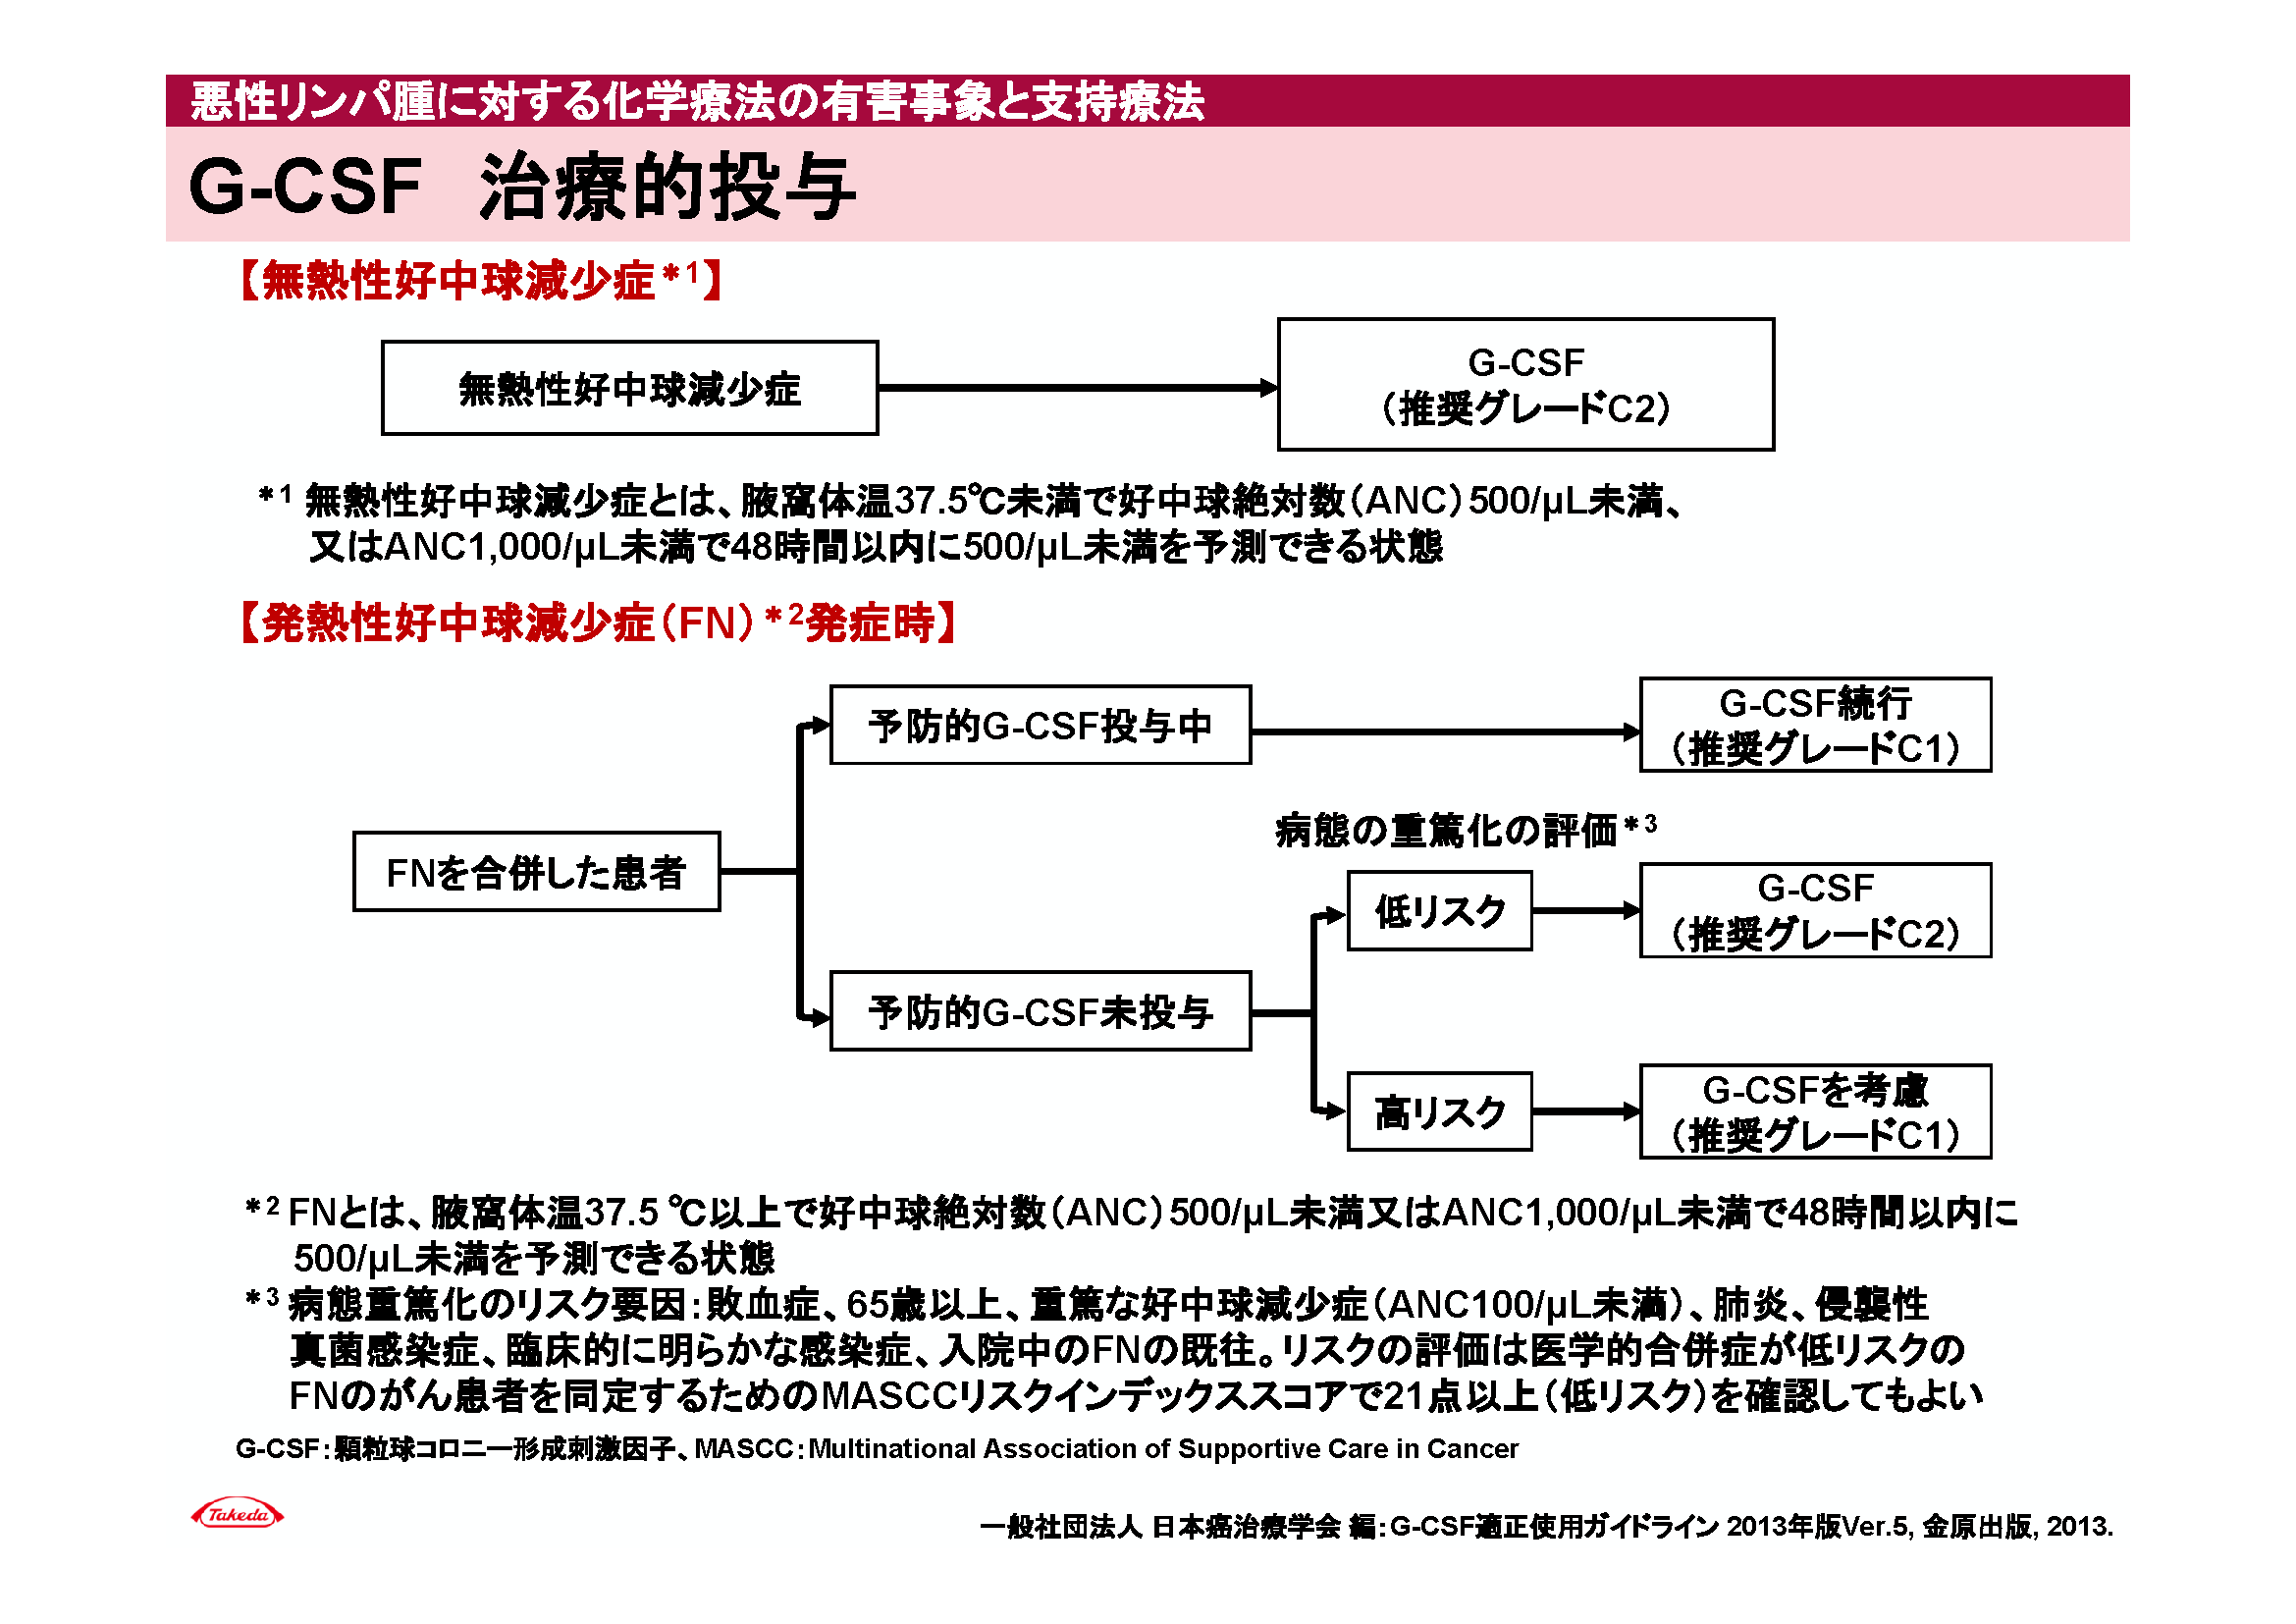 悪性リンパ腫に対する化学療法の有害事象と支持療法
G-CSF　治療的投与
【無熱性好中球減少症＊1】
無熱性好中球減少症
G-CSF
（推奨グレードC2）
＊1 無熱性好中球減少症とは、腋窩体温37.5℃未満で好中球絶対数（ANC）500/μL未満、
又はANC1,000/μL未満で48時間以内に500/μL未満を予測できる状態
【発熱性好中球減少症（FN）＊2発症時】
FNを合併した患者
予防的G-CSF投与中
G-CSF続行
（推奨グレードC1）
病態の重篤化の評価＊3
予防的G-CSF未投与
低リスク
G-CSF
（推奨グレードC2）
高リスク
G-CSFを考慮
（推奨グレードC1）
＊2 FNとは、腋窩体温37.5 ℃以上で好中球絶対数（ANC）500/μL未満又はANC1,000/μL未満で48時間以内に
500/μL未満を予測できる状態
＊3 病態重篤化のリスク要因：敗血症、65歳以上、重篤な好中球減少症（ANC100/μL未満）、肺炎、侵襲性
真菌感染症、臨床的に明らかな感染症、入院中のFNの既往。リスクの評価は医学的合併症が低リスクの
FNのがん患者を同定するためのMASCCリスクインデックススコアで21点以上（低リスク）を確認してもよい
G-CSF：顆粒球コロニー形成刺激因子、MASCC：Multinational Association of Supportive Care in Cancer
Takeda
一般社団法人 日本癌治療学会 編：G-CSF適正使用ガイドライン 2013年版Ver.5, 金原出版, 2013.